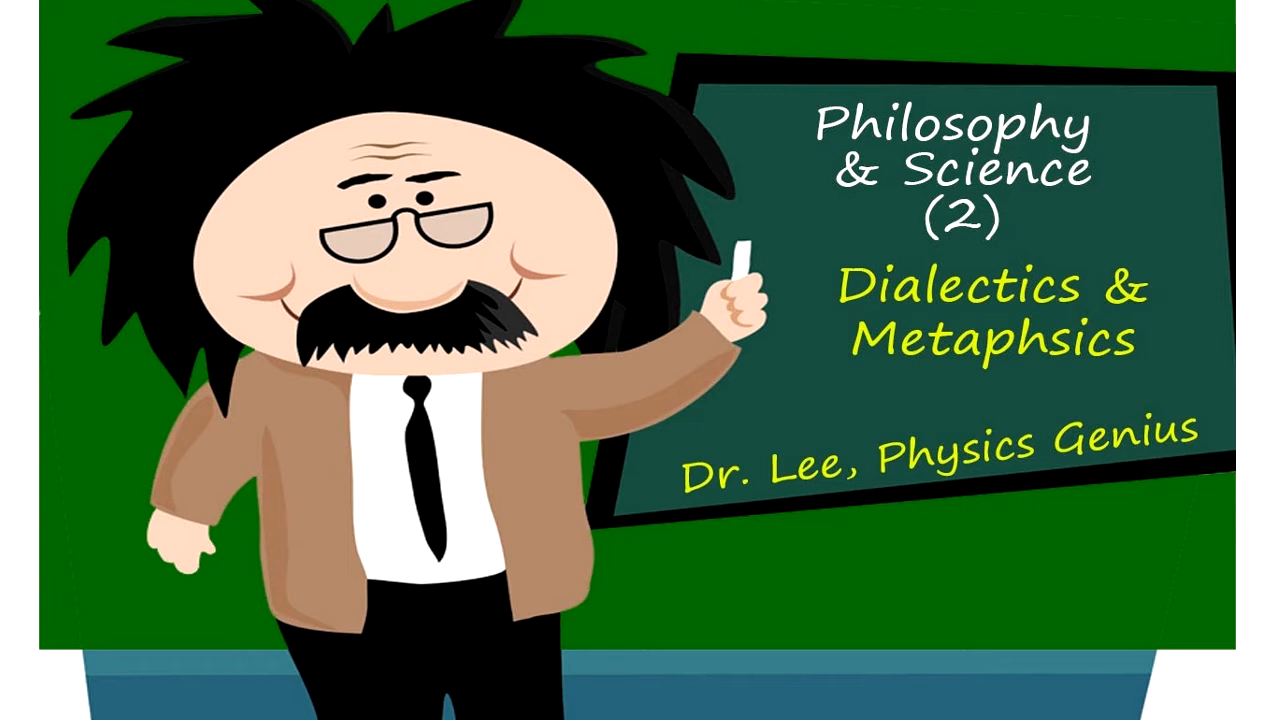 Philosophy
& Science
(2)
Dialectics &
Metaphsics
Dr. Lee, Physics Genius